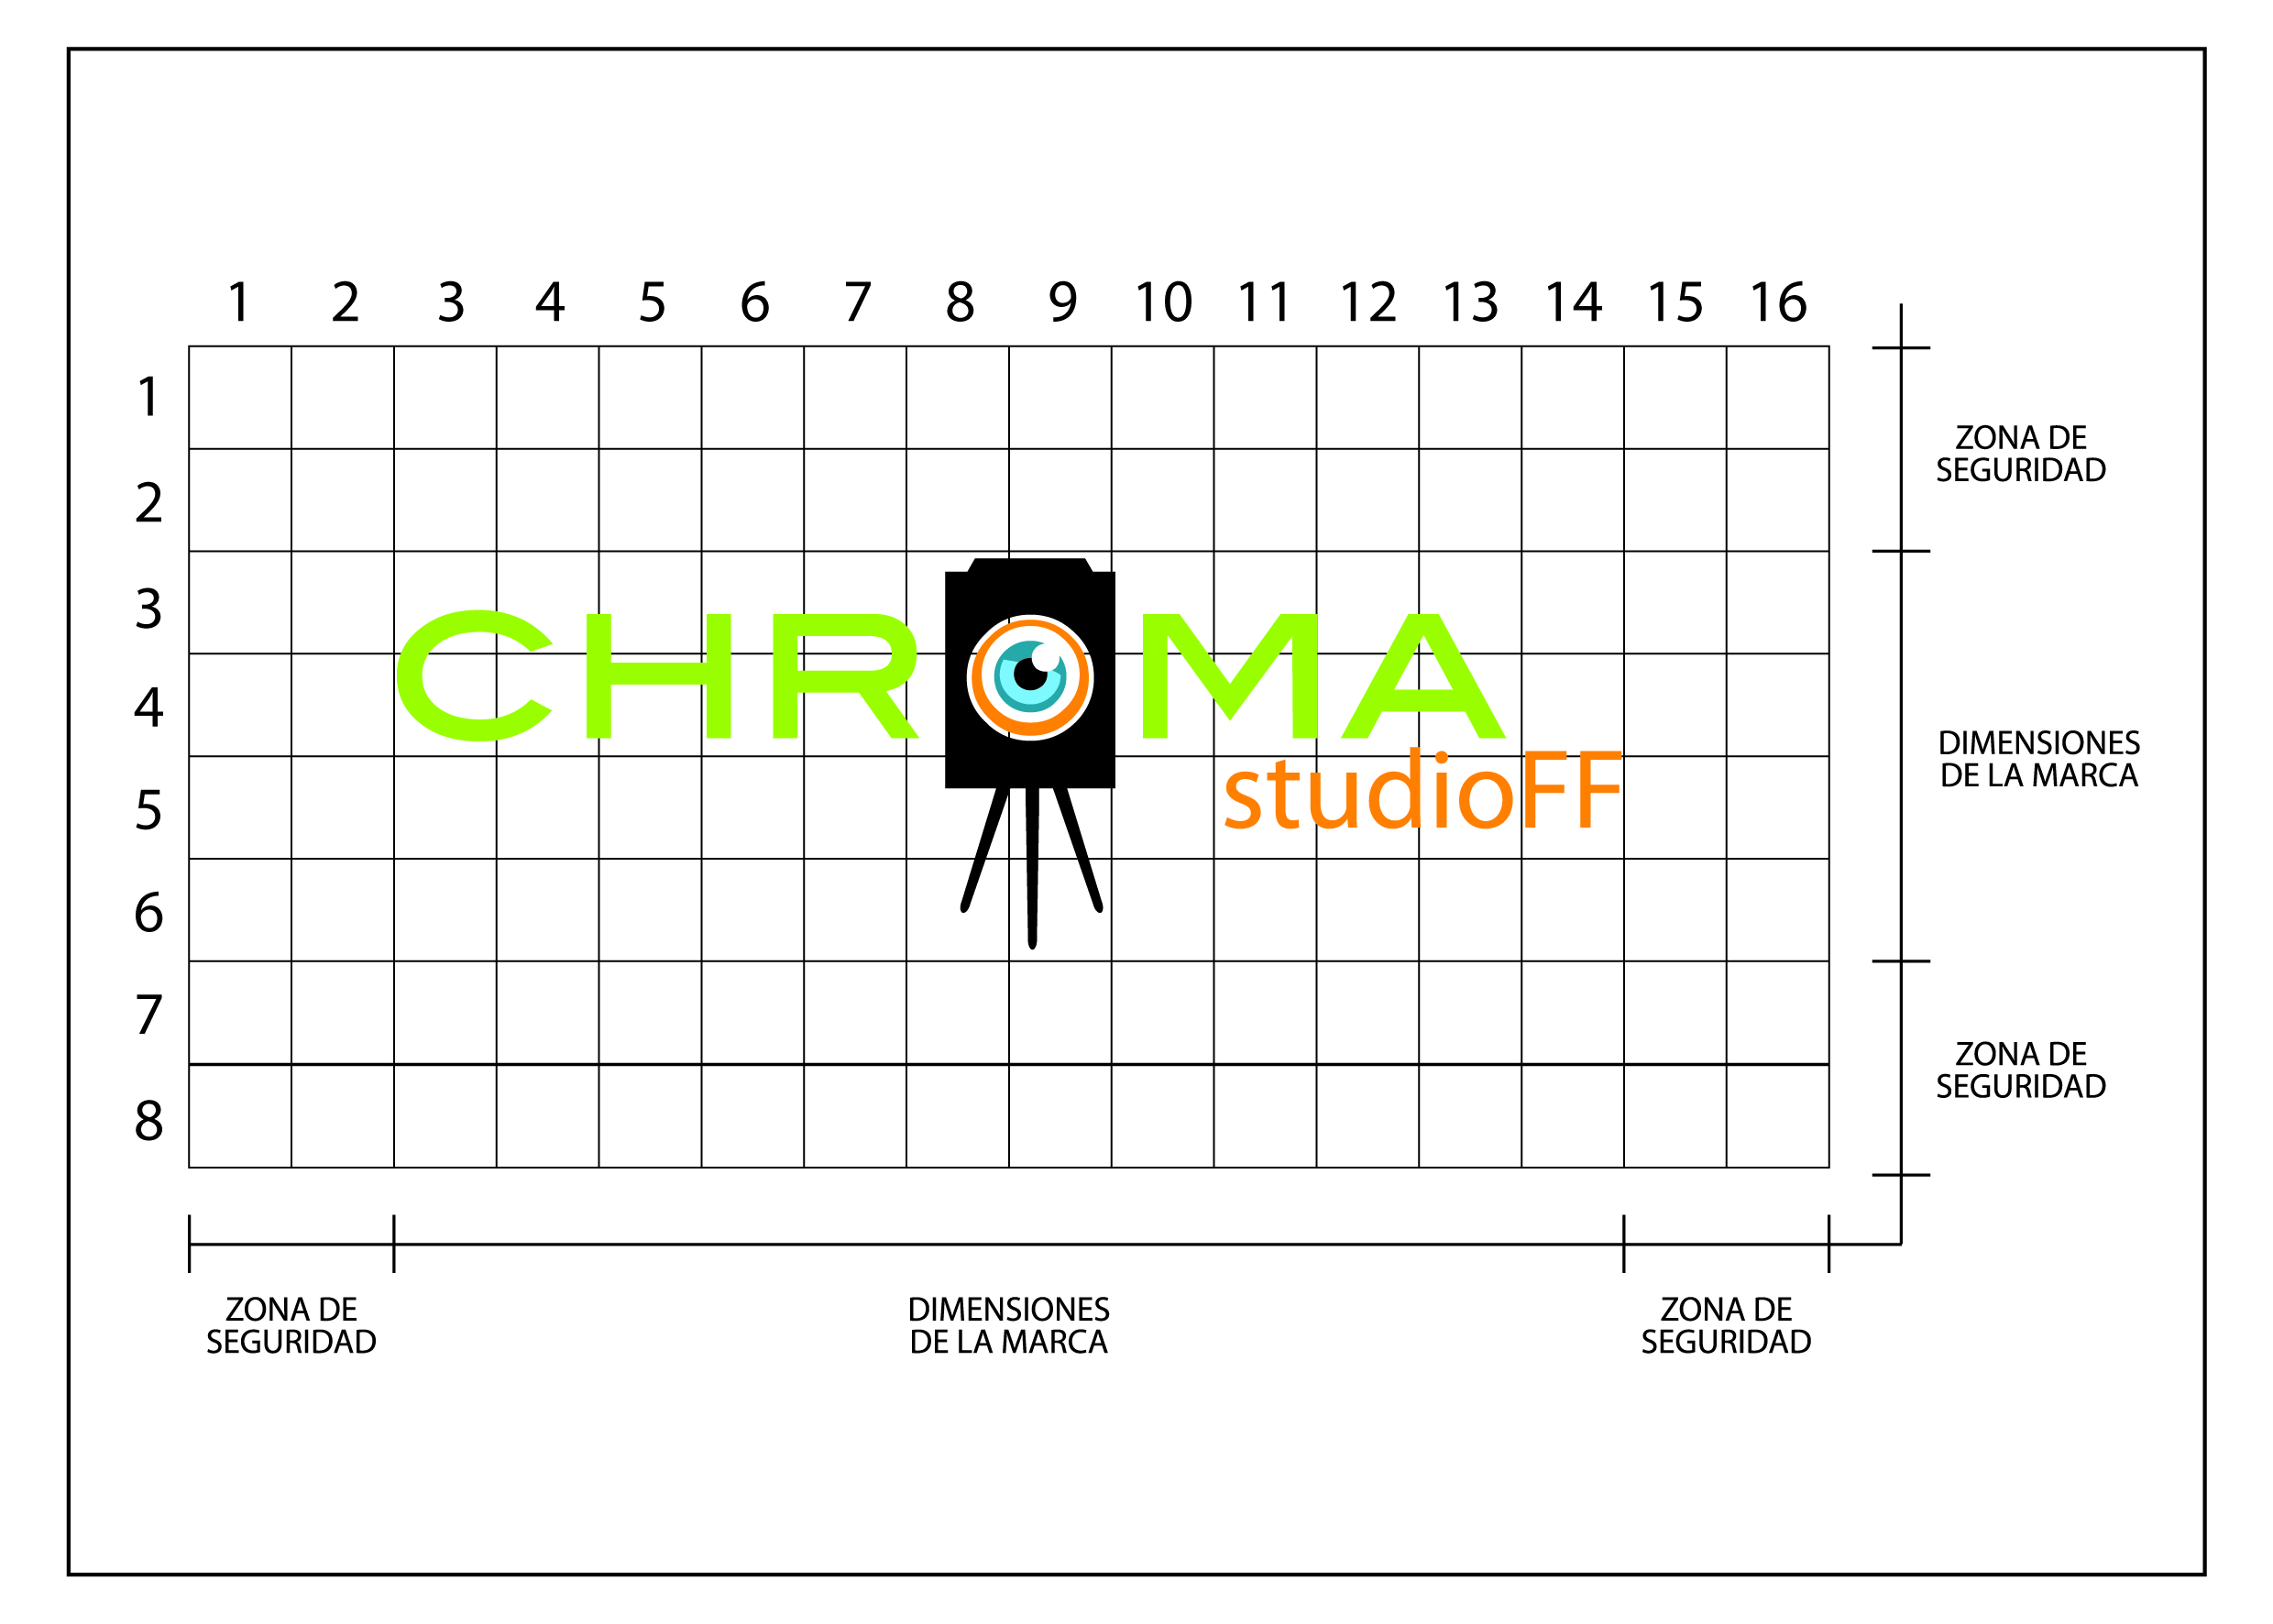 1 2 3 4 5 6 7 8 9 10 11 12 13 14 15 16
1
2
3
4
5
6
7
8
CHROMA
studioFF
ZONA DE
SEGURIDAD
DIMENSIONES
DE LA MARCA
ZONA DE
SEGURIDAD
ZONA DE
SEGURIDAD
DIMENSIONES
DE LA MARCA
ZONA DE
SEGURIDAD